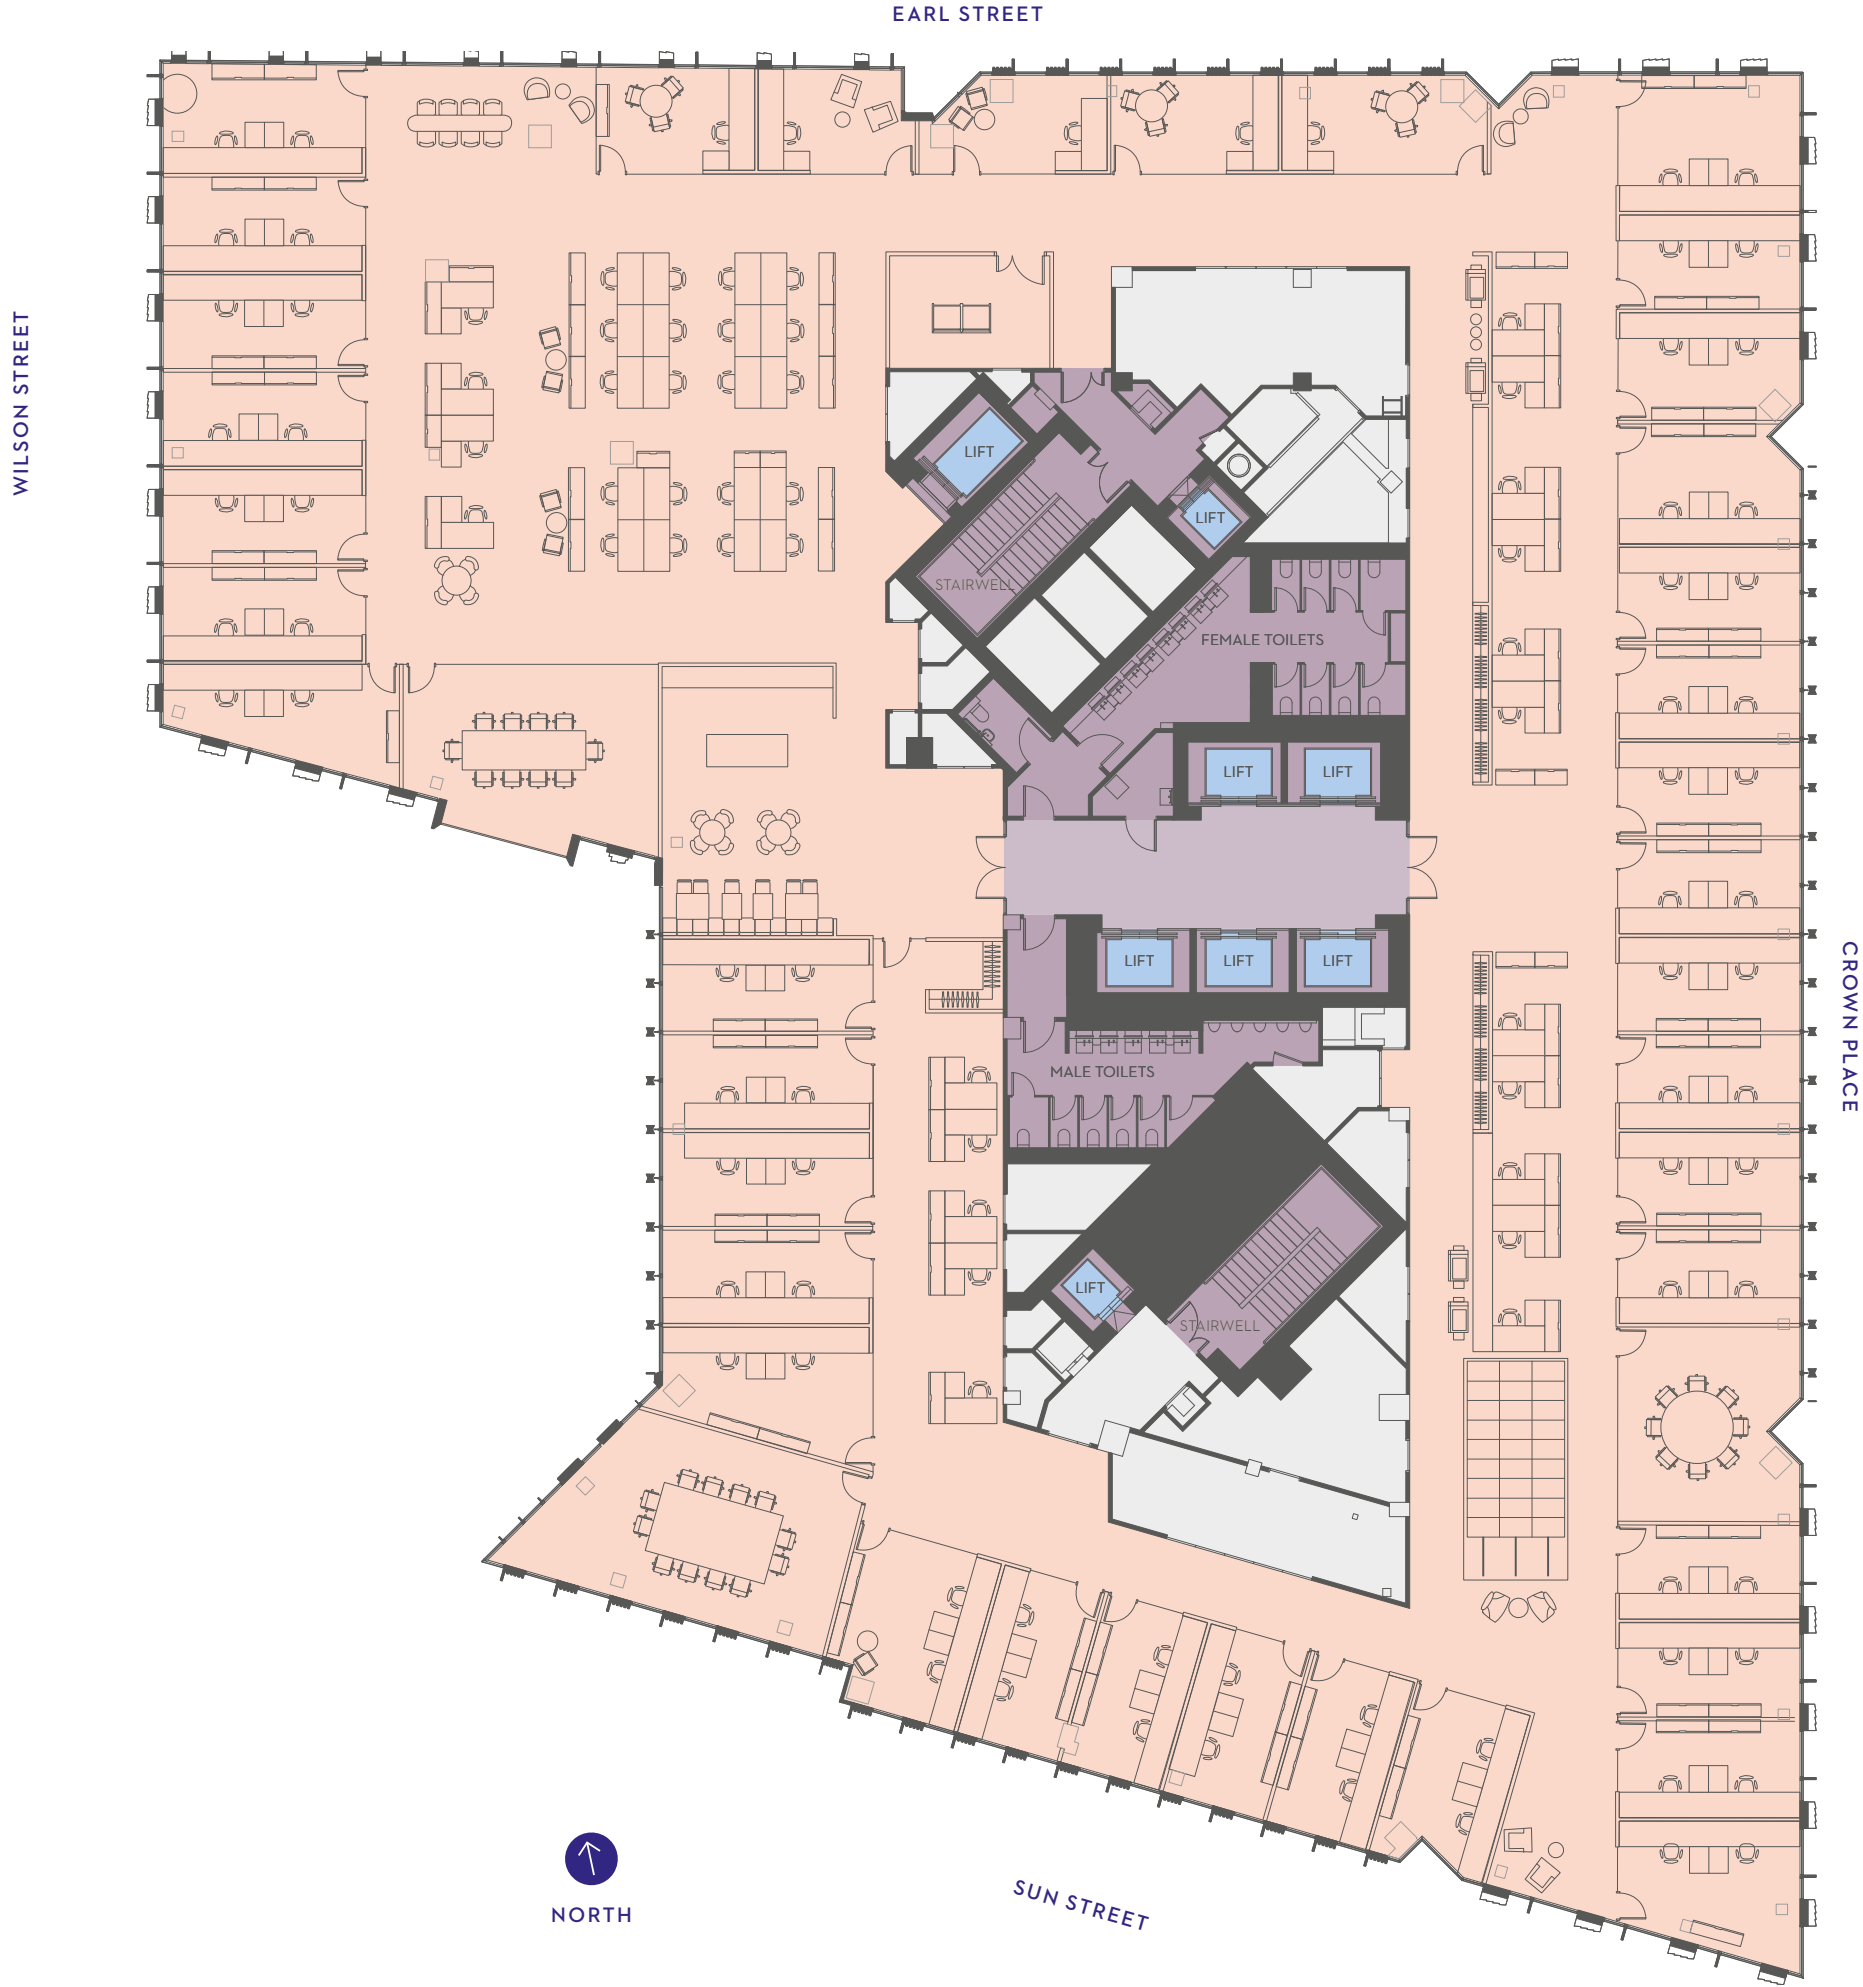 EARL STREET
WILSON STREET
LIFT
LIFT
STAIRWELL
FEMALE TOILETS
LIFT
LIFT
LIFT
LIFT
LIFT
CROWN PLACE
MALE TOILETS
LIFT
STAIRWELL
SUN STREET
NORTH